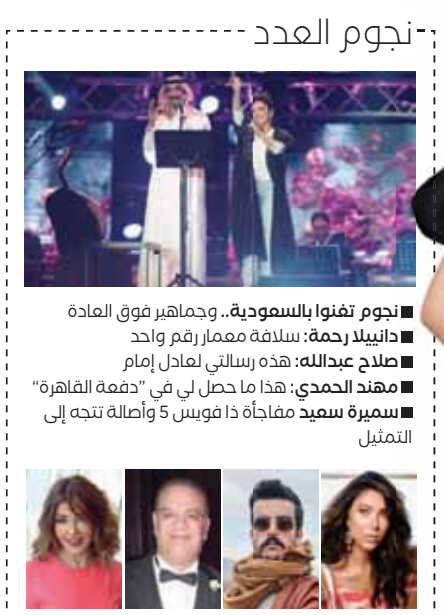 نجوم العدد
■ نجوم تغنوا بالسعودية.. وجماهير فوق العادة
■ دانييلا رحمة: سلافة معمار رقم واحد
■ صلاح عبدالله: هذه رسالتي لعادل إمام
■ مهند الحمدي: هذا ما حصل لي في "دفعة القاهرة"
■ سميرة سعيد مفاجأة ذا فويس 5 وأصالة تتجه إلى
التمثيل